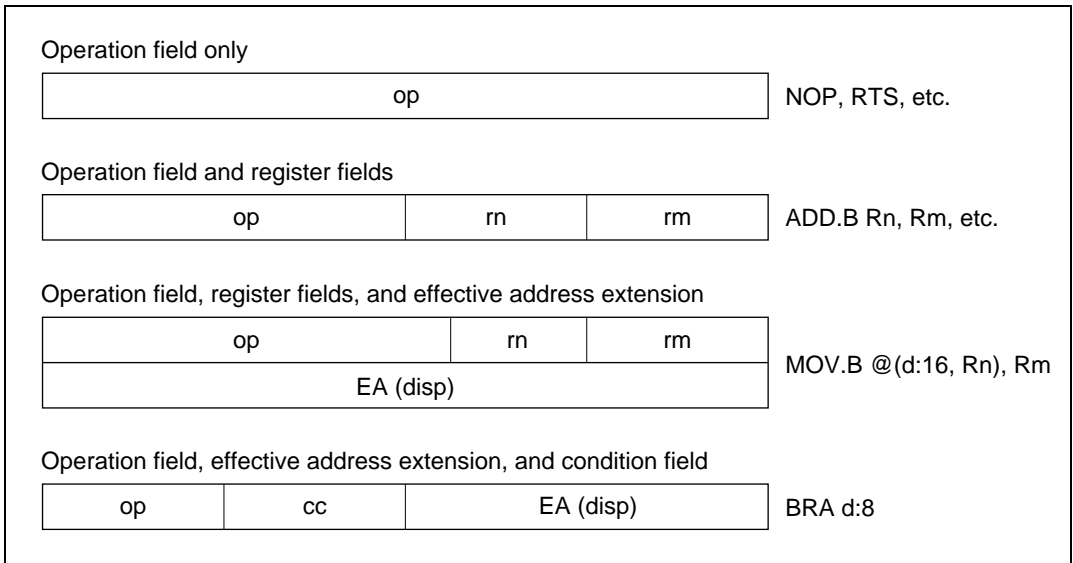 Operation field only
op
NOP, RTS, etc.
Operation field and register fields
op rn rm
ADD.B Rn, Rm, etc.
Operation field, register fields, and effective address extension
op rn rm
EA (disp)
MOV.B @(d:16, Rn), Rm
Operation field, effective address extension, and condition field
op cc EA (disp)
BRA d:8